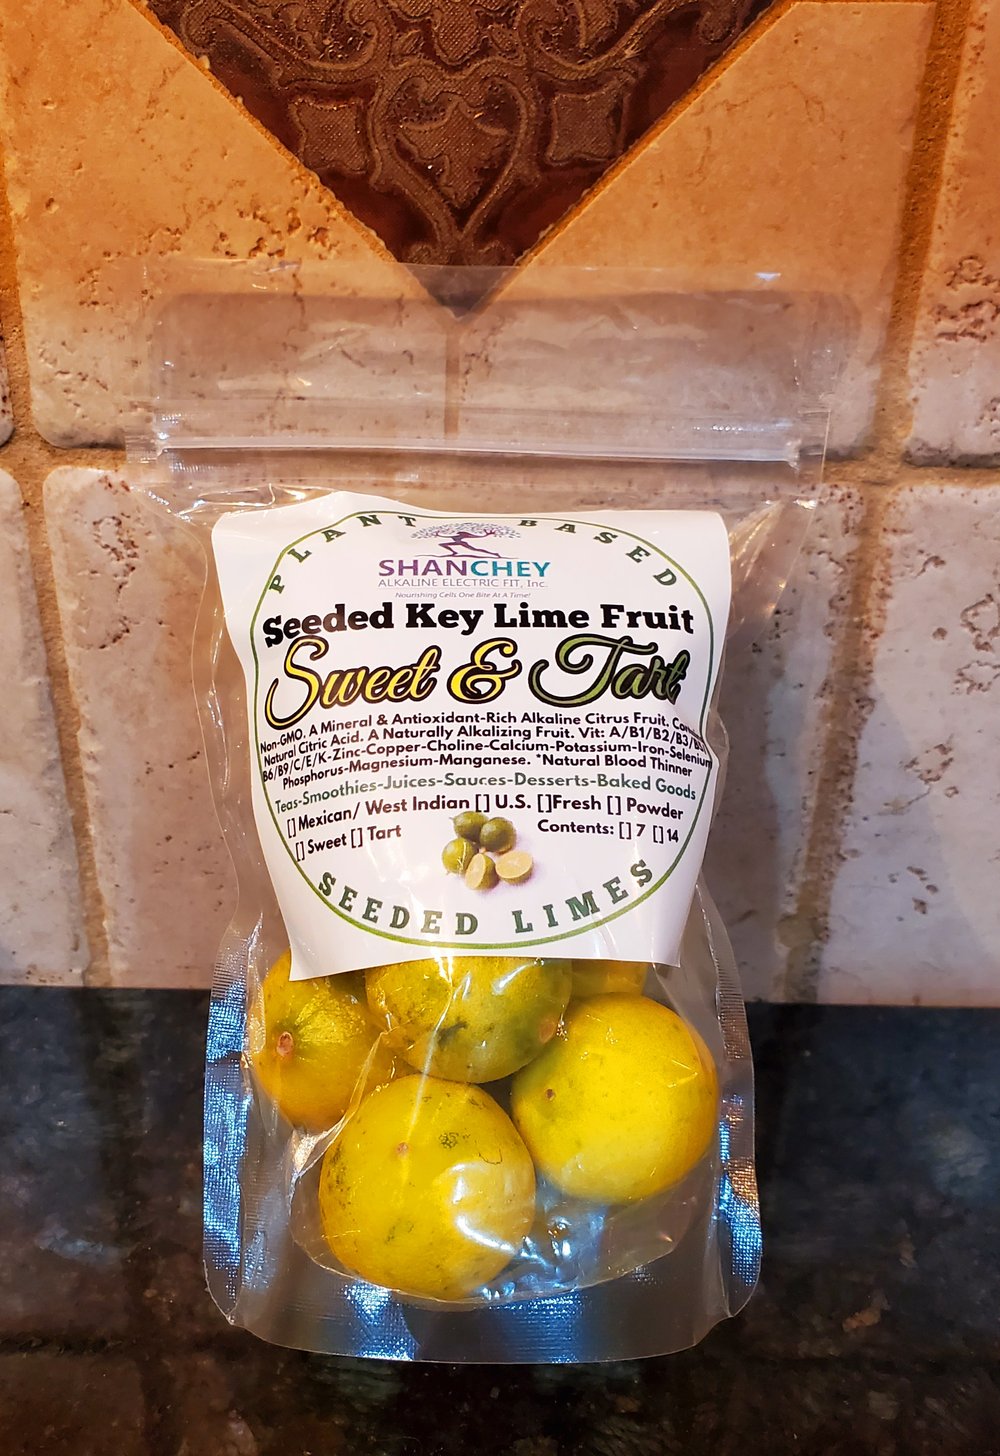 PLANT BASED
SHANCHEY
ALKALINE ELECTRIC FIT, Inc.
Nourishing Cells One Bite At A Time!
Seeded Key Lime Fruit
Sweet & Tart
Non-GMO. A Mineral & Antioxidant-Rich Alkaline Citrus Fruit.
Natural Citric Acid. A Naturally Alkalizing Fruit. Vit: A/B1/B2/B3/
B6/B9/C/E/K-Zinc-Copper-Choline-Calcium-Potassium-Iron-Selenium
Phosphorus-Magnesium-Manganese. *Natural Blood Thinner
Teas-Smoothies-Juices-Sauces-Desserts-Baked Goods
[] Mexican/ West Indian [] U.S. []Fresh [] Powder
[] Sweet [] Tart Contents: [] 7 [] 14
SEEDED LIMES